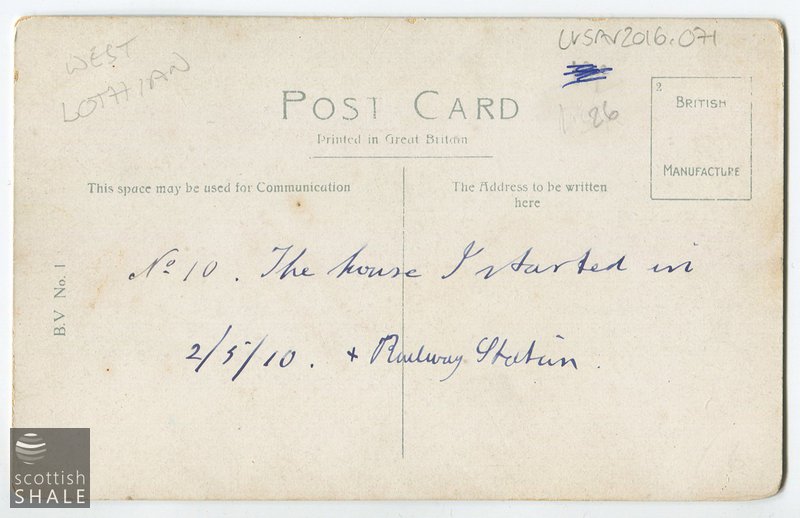 WEST
LOTHIAN
LVSAV2016.071
26
POST CARD
Printed in Great Britain
2
BRITISH
MANUFACTURE
This space may be used for Communication
The Address to be written
here
B.V No. 1
No 10. The house I started in
2/5/10. + Railway Station.
scottish
SHALE